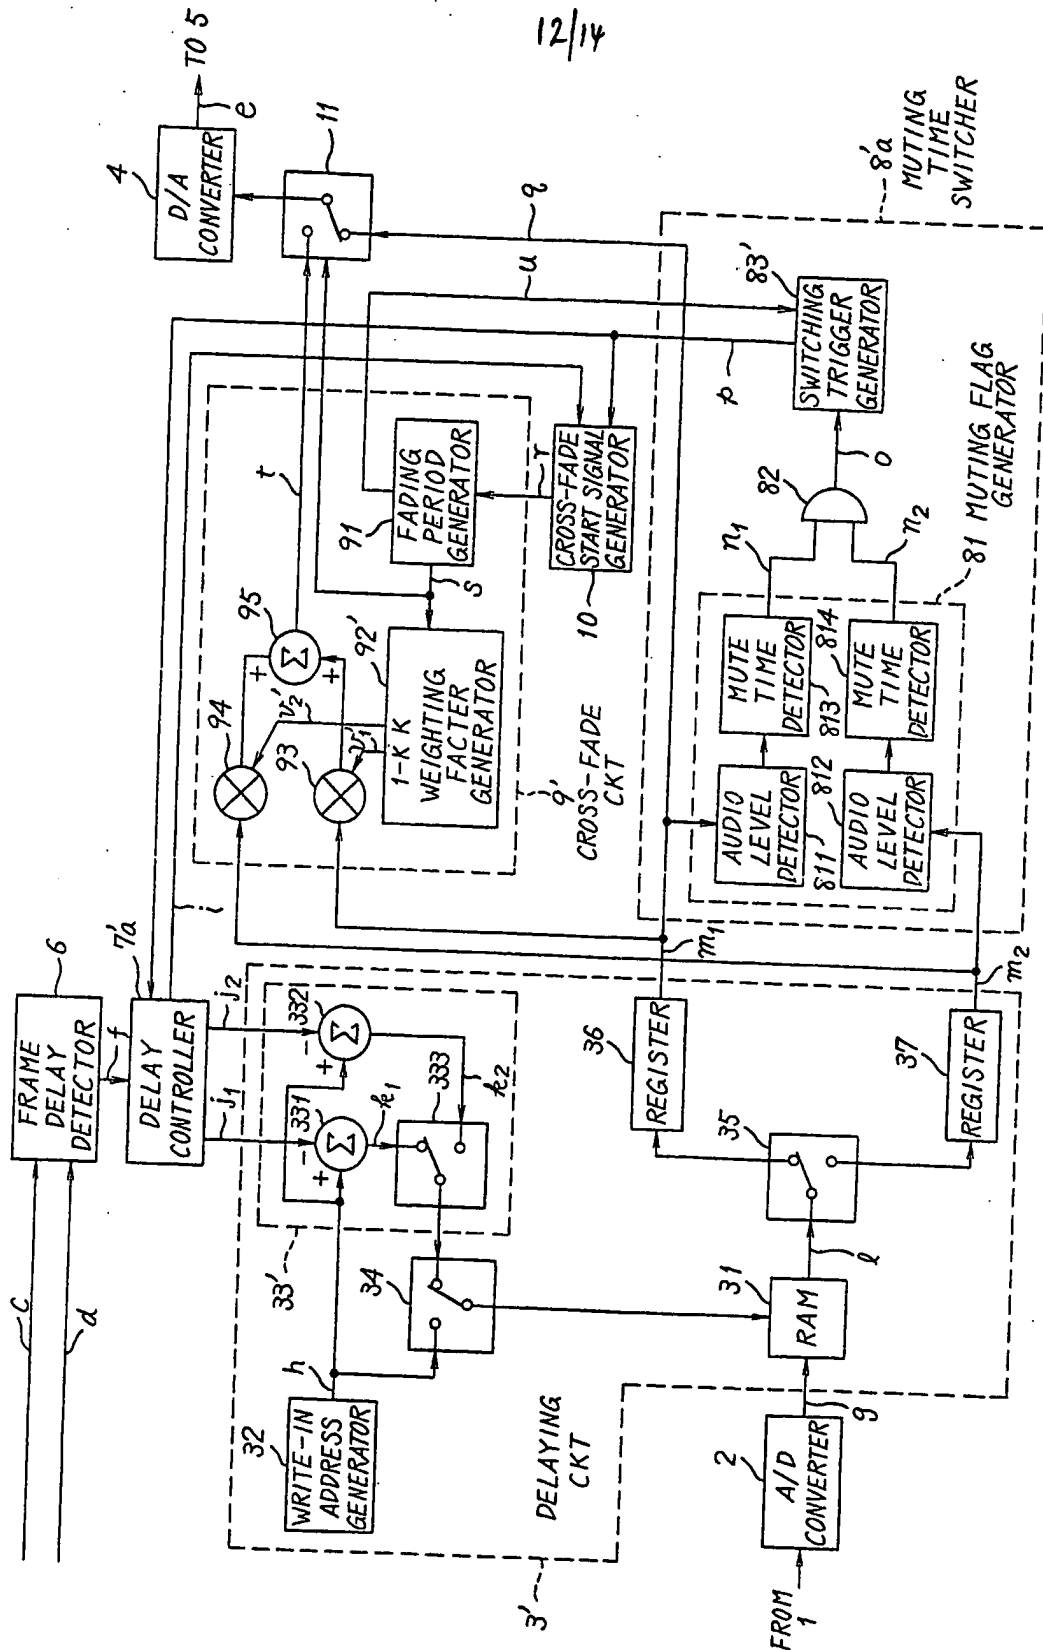 12/14
C
d
FRAME
DELAY
DETECTOR
6
f
DELAY
CONTROLLER
7'a
i
j1
j2
32
WRITE-IN
ADDRESS
GENERATOR
h
33'
331
332
Σ
Σ
+
-
+
-
k1
k2
333
34
DELAYING
CKT
3'
FROM
1
2
A/D
CONVERTER
g
31
RAM
l
35
36
REGISTER
37
REGISTER
m1
m2
94
93
95
Σ
+
+
v'2
v'1
92'
1-K K
WEIGHTING
FACTER
GENERATOR
91
FADING
PERIOD
GENERATOR
s
t
r
u
9'
CROSS-FADE
CKT
10
CROSS-FADE
START SIGNAL
GENERATOR
4
D/A
CONVERTER
e
TO 5
11
q
p
811
AUDIO
LEVEL
DETECTOR
812
AUDIO
LEVEL
DETECTOR
813
MUTE
TIME
DETECTOR
814
MUTE
TIME
DETECTOR
n1
n2
82
o
83'
SWITCHING
TRIGGER
GENERATOR
81 MUTING FLAG
GENERATOR
8'a
MUTING
TIME
SWITCHER